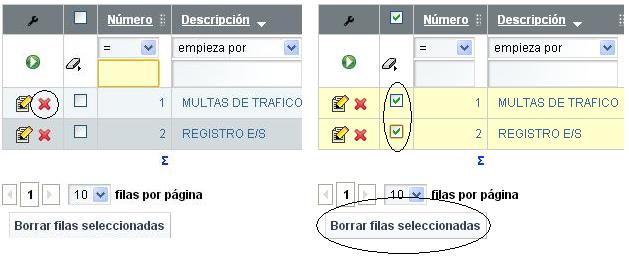 Número Descripción
= empieza por
1 MULTAS DE TRAFICO
2 REGISTRO E/S
Σ
1 10 filas por página
Borrar filas seleccionadas
Número Descripción
= empieza por
1 MULTAS DE TRAFICO
2 REGISTRO E/S
Σ
1 10 filas por página
Borrar filas seleccionadas